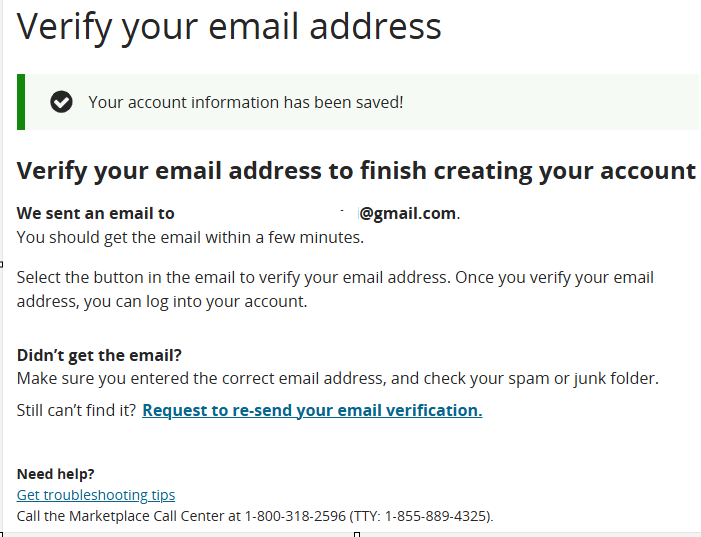 Verify your email address
Your account information has been saved!
Verify your email address to finish creating your account
We sent an email to @gmail.com.
You should get the email within a few minutes.
Select the button in the email to verify your email address. Once you verify your email
address, you can log into your account.
Didn’t get the email?
Make sure you entered the correct email address, and check your spam or junk folder.
Still can’t find it? Request to re-send your email verification.
Need help?
Get troubleshooting tips
Call the Marketplace Call Center at 1-800-318-2596 (TTY: 1-855-889-4325).